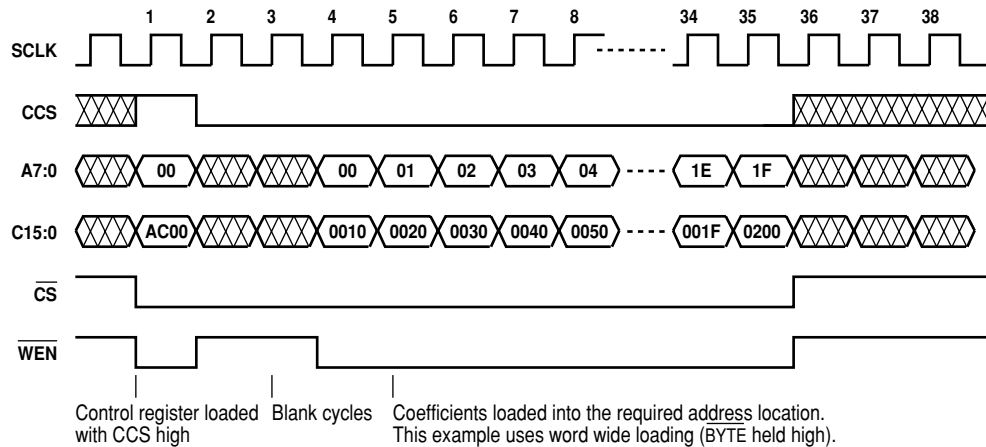 1 2 3 4 5 6 7 8 34 35 36 37 38
SCLK
CCS
A7:0 00 00 01 02 03 04 1E 1F
C15:0 AC00 0010 0020 0030 0040 0050 001F 0200
CS
WEN
Control register loaded
with CCS high
Blank cycles
Coefficients loaded into the required address location.
This example uses word wide loading (BYTE held high).